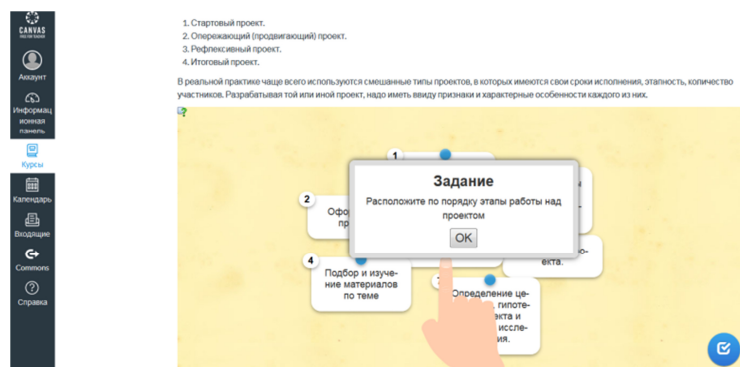 CANVAS
Аккаунт
Информац
ионная
панель
Курсы
Календарь
Входящие
Commons
Справка
1. Стартовый проект.
2. Опережающий (продвигающий) проект.
3. Рефлексивный проект.
4. Итоговый проект.
В реальной практике чаще всего используются смешанные типы проектов, в которых имеются свои сроки исполнения, этапность, количество
участников. Разрабатывая той или иной проект, надо иметь ввиду признаки и характерные особенности каждого из них.
1
Задание
Расположите по порядку этапы работы над
проектом
OK
2
Офо
пр
екта.
4
Подбор и изуче-
ние материалов
по теме
Определение це-
гипоте-
екта и
иссле-
ия.